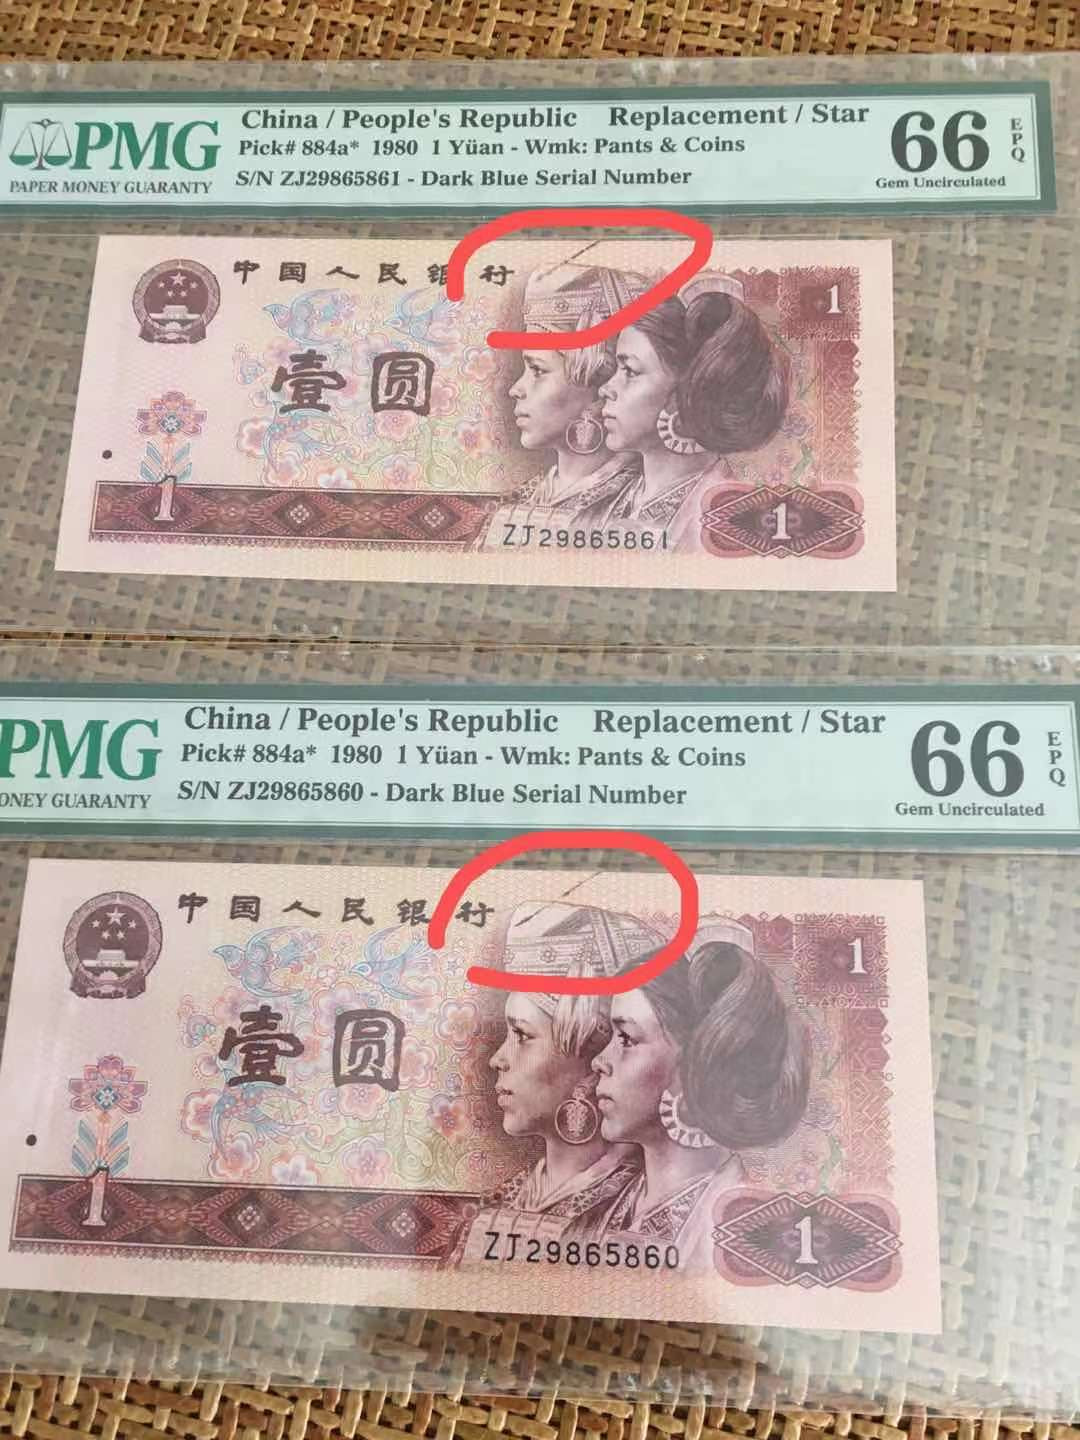 PMG
PAPER MONEY GUARANTY
China / People's Republic Replacement / Star
Pick# 884a* 1980 1 Yüan - Wmk: Pants & Coins
S/N ZJ29865861 - Dark Blue Serial Number
66
EPQ
Gem Uncirculated
中国人民银行
1
壹圆
1
1
ZJ29865861
PMG
ONEY GUARANTY
China / People's Republic Replacement / Star
Pick# 884a* 1980 1 Yüan - Wmk: Pants & Coins
S/N ZJ29865860 - Dark Blue Serial Number
66
EPQ
Gem Uncirculated
中国人民银行
1
壹圆
1
1
ZJ29865860